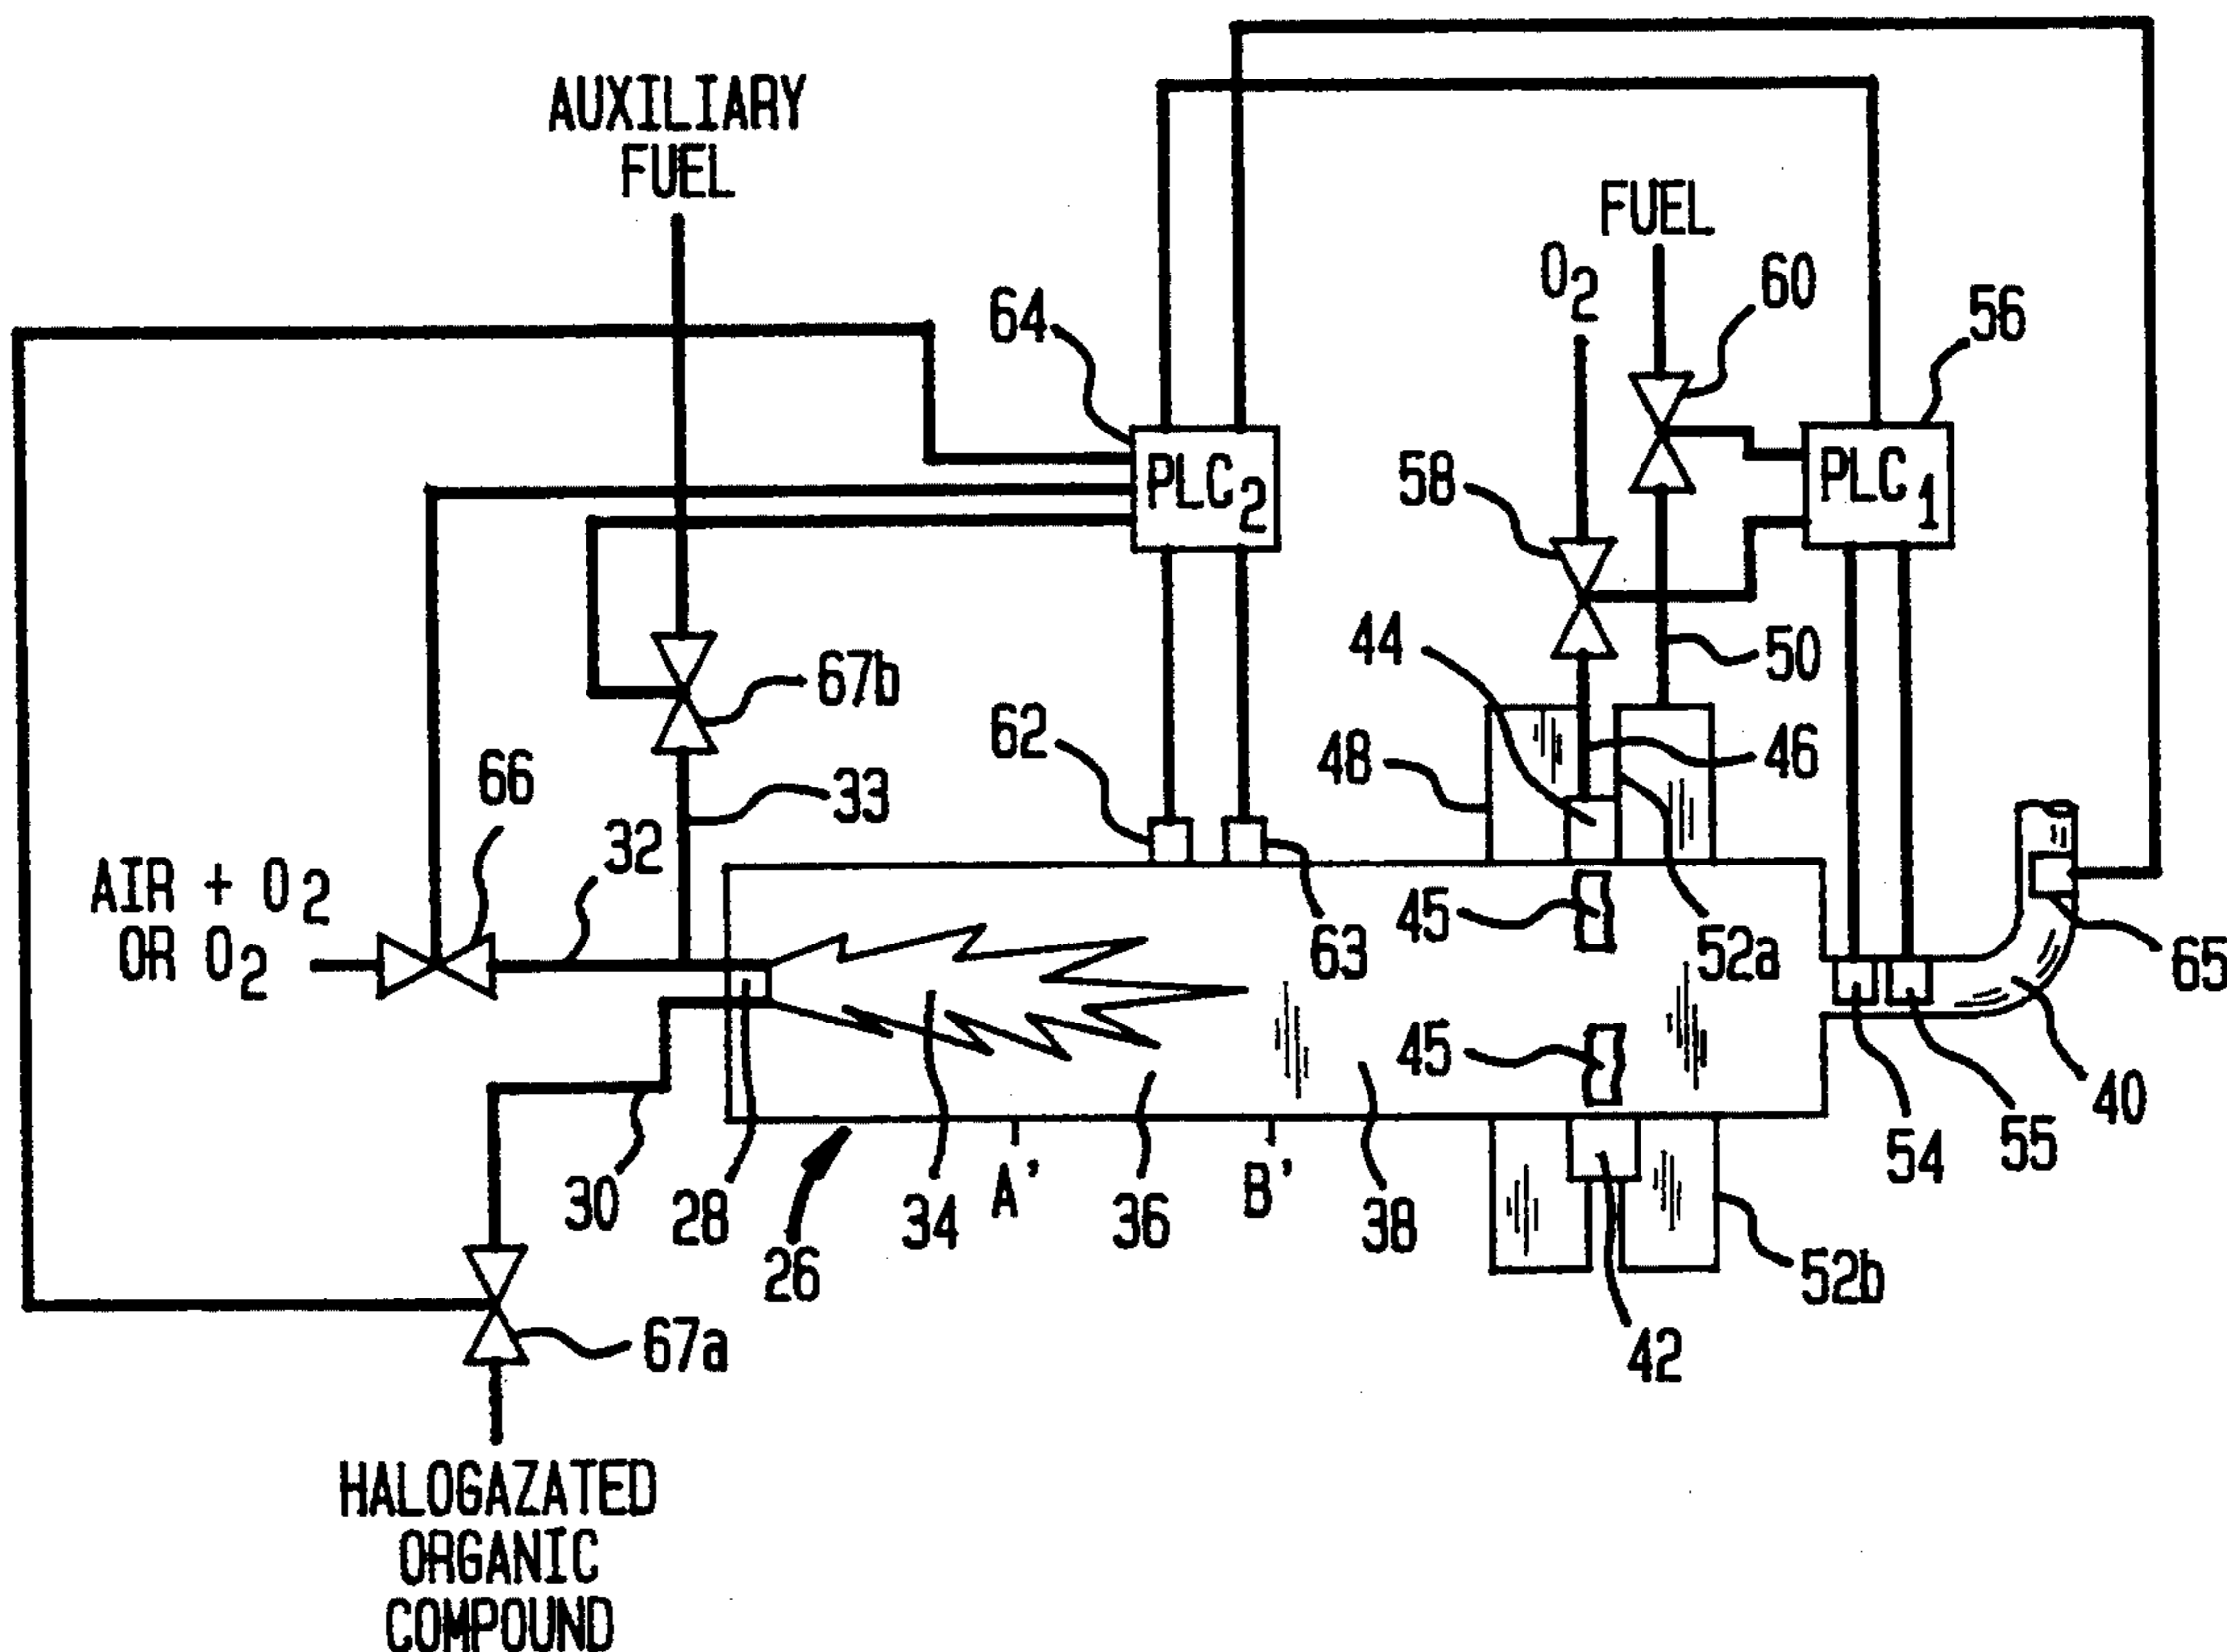 AUXILIARY
FUEL
FUEL
O2
60
56
64
PLC2
PLC1
58
67b
44
50
62
48
46
66
33
32
AIR + O2
OR O2
45
63
52a
65
45
40
54
55
30
28
26
34
A'
36
B'
38
52b
67a
42
HALOGAZATED
ORGANIC
COMPOUND